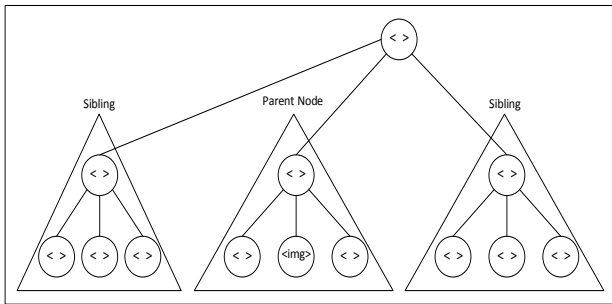 < >
Sibling Parent Node Sibling
< > < > < >
< > < > < > < > <img> < > < > < > < >